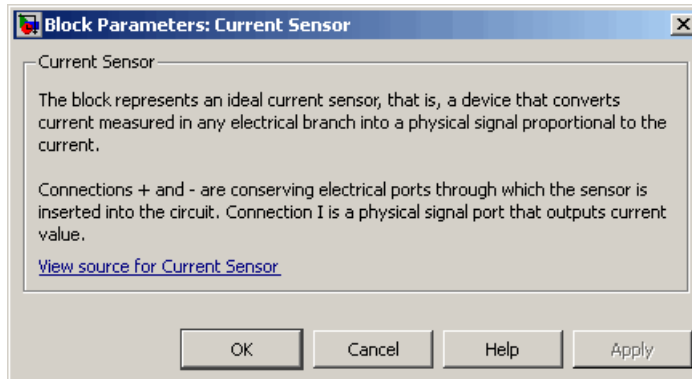 Block Parameters: Current Sensor
Current Sensor
The block represents an ideal current sensor, that is, a device that converts
current measured in any electrical branch into a physical signal proportional to the
current.
Connections + and - are conserving electrical ports through which the sensor is
inserted into the circuit. Connection I is a physical signal port that outputs current
value.
View source for Current Sensor
OK Cancel Help Apply